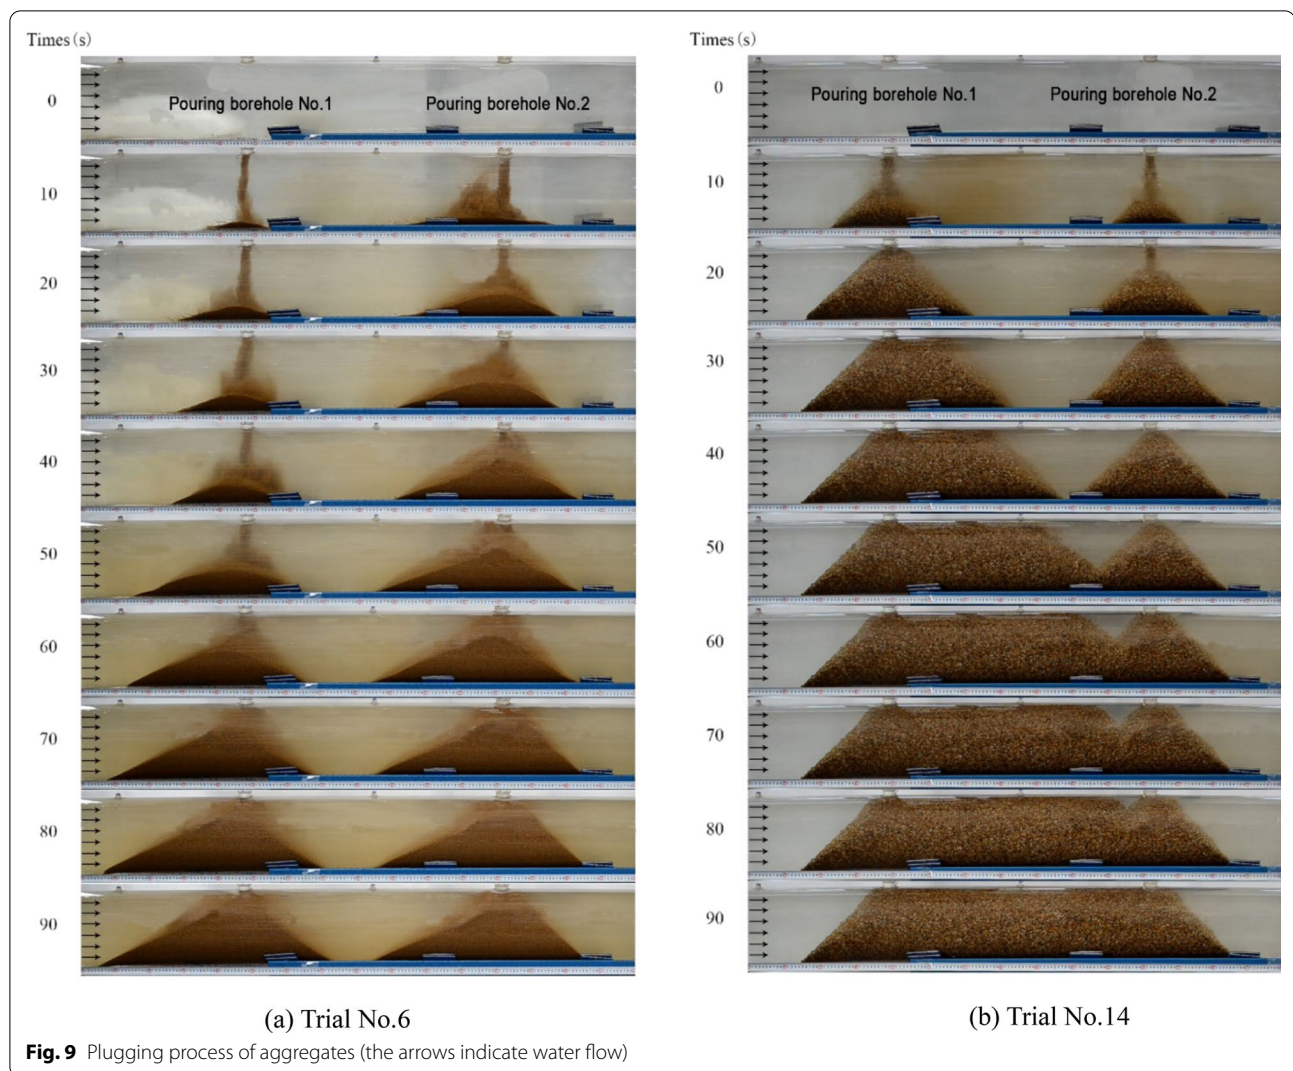 Times (s)
0
Pouring borehole No.1
Pouring borehole No.2
10
20
30
40
50
60
70
80
90
(a) Trial No.6
Times (s)
0
Pouring borehole No.1
Pouring borehole No.2
10
20
30
40
50
60
70
80
90
(b) Trial No.14
Fig. 9 Plugging process of aggregates (the arrows indicate water flow)